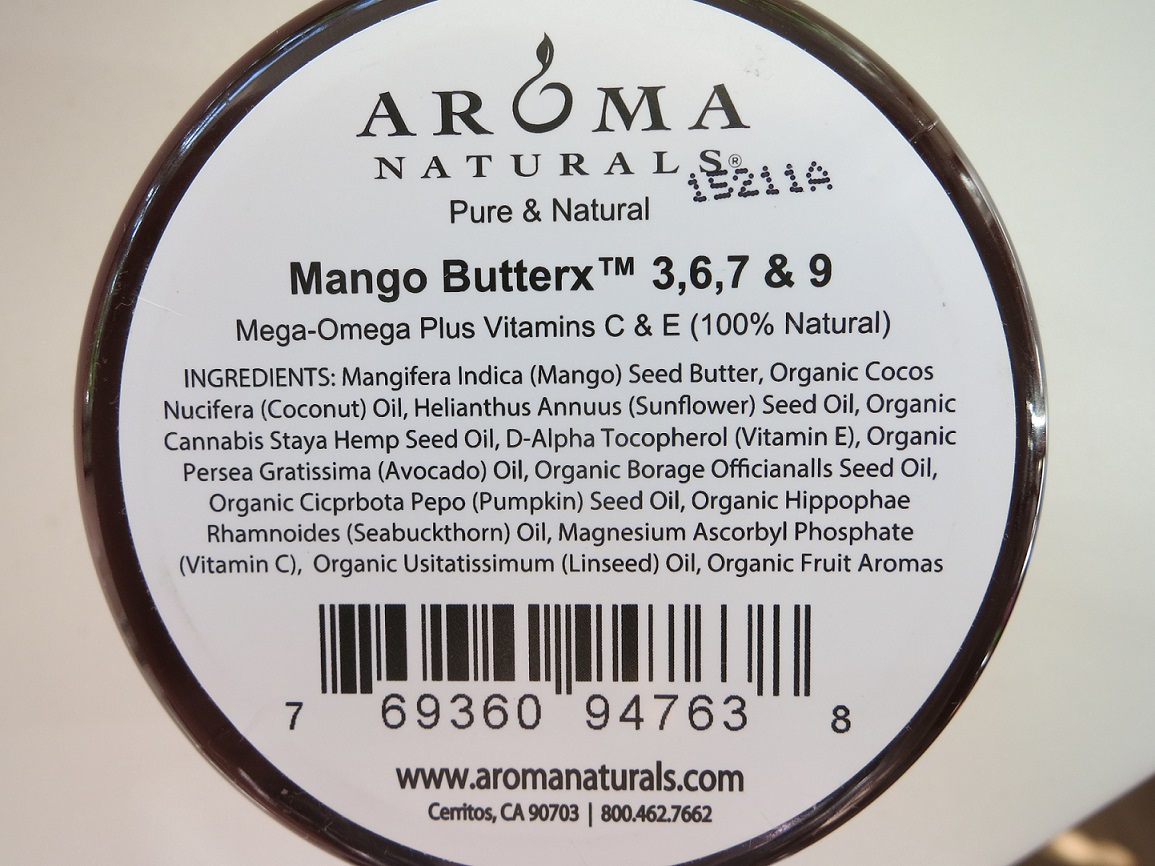 AROMA
NATURALS®
15211A
Pure & Natural
Mango Butterx™ 3,6,7 & 9
Mega-Omega Plus Vitamins C & E (100% Natural)
INGREDIENTS: Mangifera Indica (Mango) Seed Butter, Organic Cocos
Nucifera (Coconut) Oil, Helianthus Annuus (Sunflower) Seed Oil, Organic
Cannabis Staya Hemp Seed Oil, D-Alpha Tocopherol (Vitamin E), Organic
Persea Gratissima (Avocado) Oil, Organic Borage Officianalls Seed Oil,
Organic Cicprbota Pepo (Pumpkin) Seed Oil, Organic Hippophae
Rhamnoides (Seabuckthorn) Oil, Magnesium Ascorbyl Phosphate
(Vitamin C), Organic Usitatissimum (Linseed) Oil, Organic Fruit Aromas
7 69360 94763 8
www.aromanaturals.com
Cerritos, CA 90703 | 800.462.7662